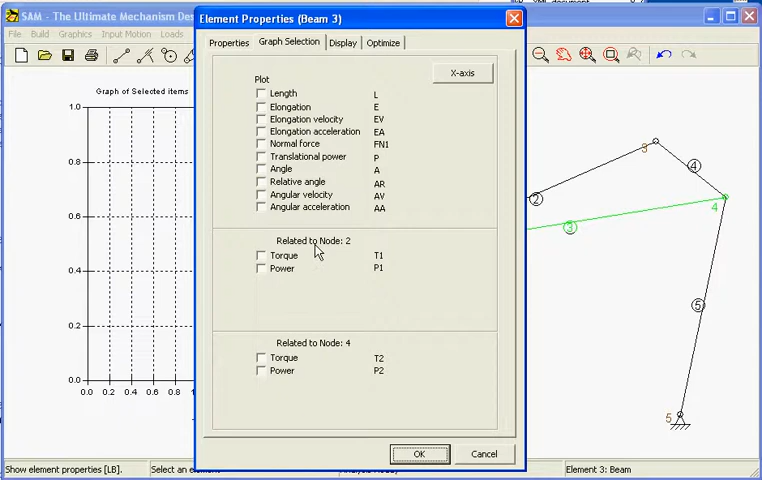 SAM - The Ultimate Mechanism Des
Element Properties (Beam 3)
File Build Graphics Input Motion Loads
Properties Graph Selection Display Optimize
X-axis
Plot
Length L
Elongation E
Elongation velocity EV
Elongation acceleration EA
Normal force FN1
Translational power P
Angle A
Relative angle AR
Angular velocity AV
Angular acceleration AA
Related to Node: 2
Torque T1
Power P1
Related to Node: 4
Torque T2
Power P2
OK Cancel
Graph of Selected items
1.0
0.8
0.6
0.4
0.2
0.0
0.0 0.2 0.4 0.6 0.8 1.0
3
4
2
4
3
5
5
Show element properties [LB]. Select an element Element 3: Beam